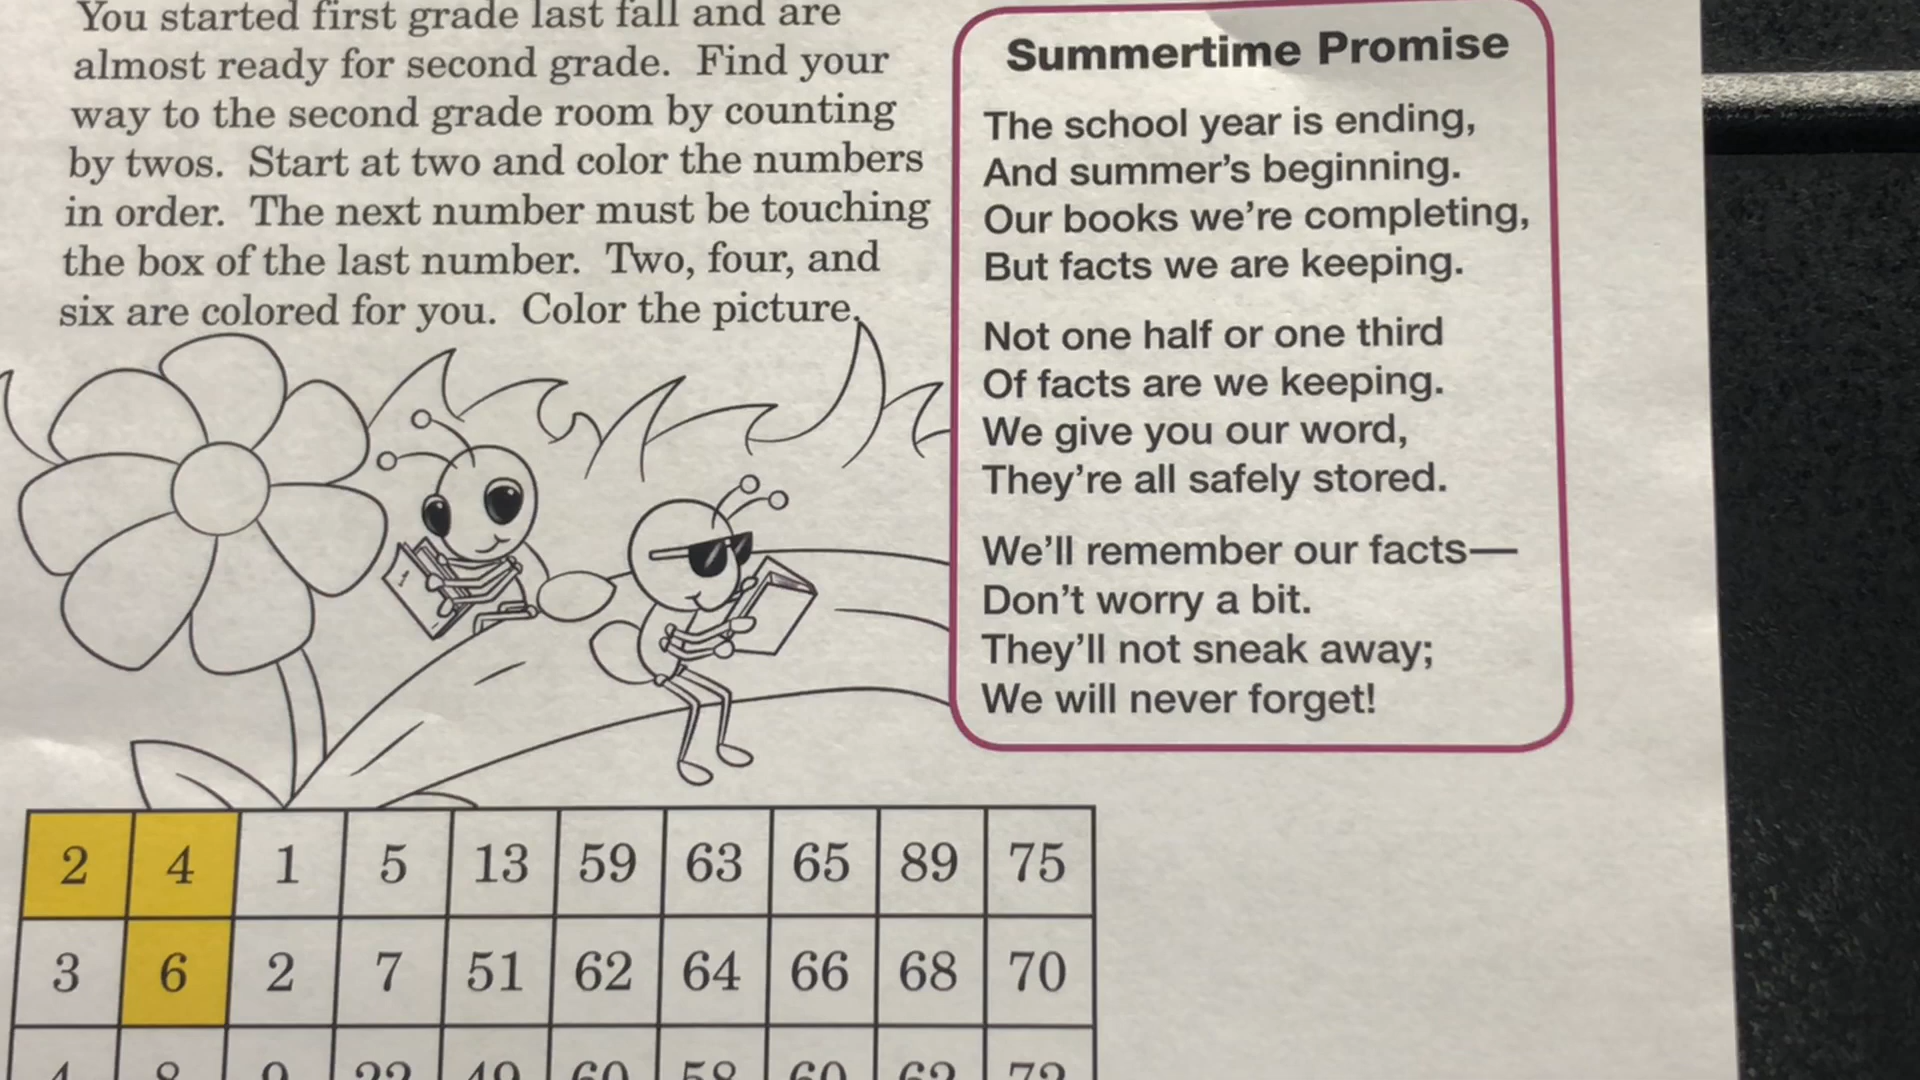 You started first grade last fall and are
almost ready for second grade. Find your
way to the second grade room by counting
by twos. Start at two and color the numbers
in order. The next number must be touching
the box of the last number. Two, four, and
six are colored for you. Color the picture.
Summertime Promise
The school year is ending,
And summer's beginning.
Our books we're completing,
But facts we are keeping.
Not one half or one third
Of facts are we keeping.
We give you our word,
They're all safely stored.
We'll remember our facts—
Don't worry a bit.
They'll not sneak away;
We will never forget!
2 4 1 5 13 59 63 65 89 75
3 6 2 7 51 62 64 66 68 70